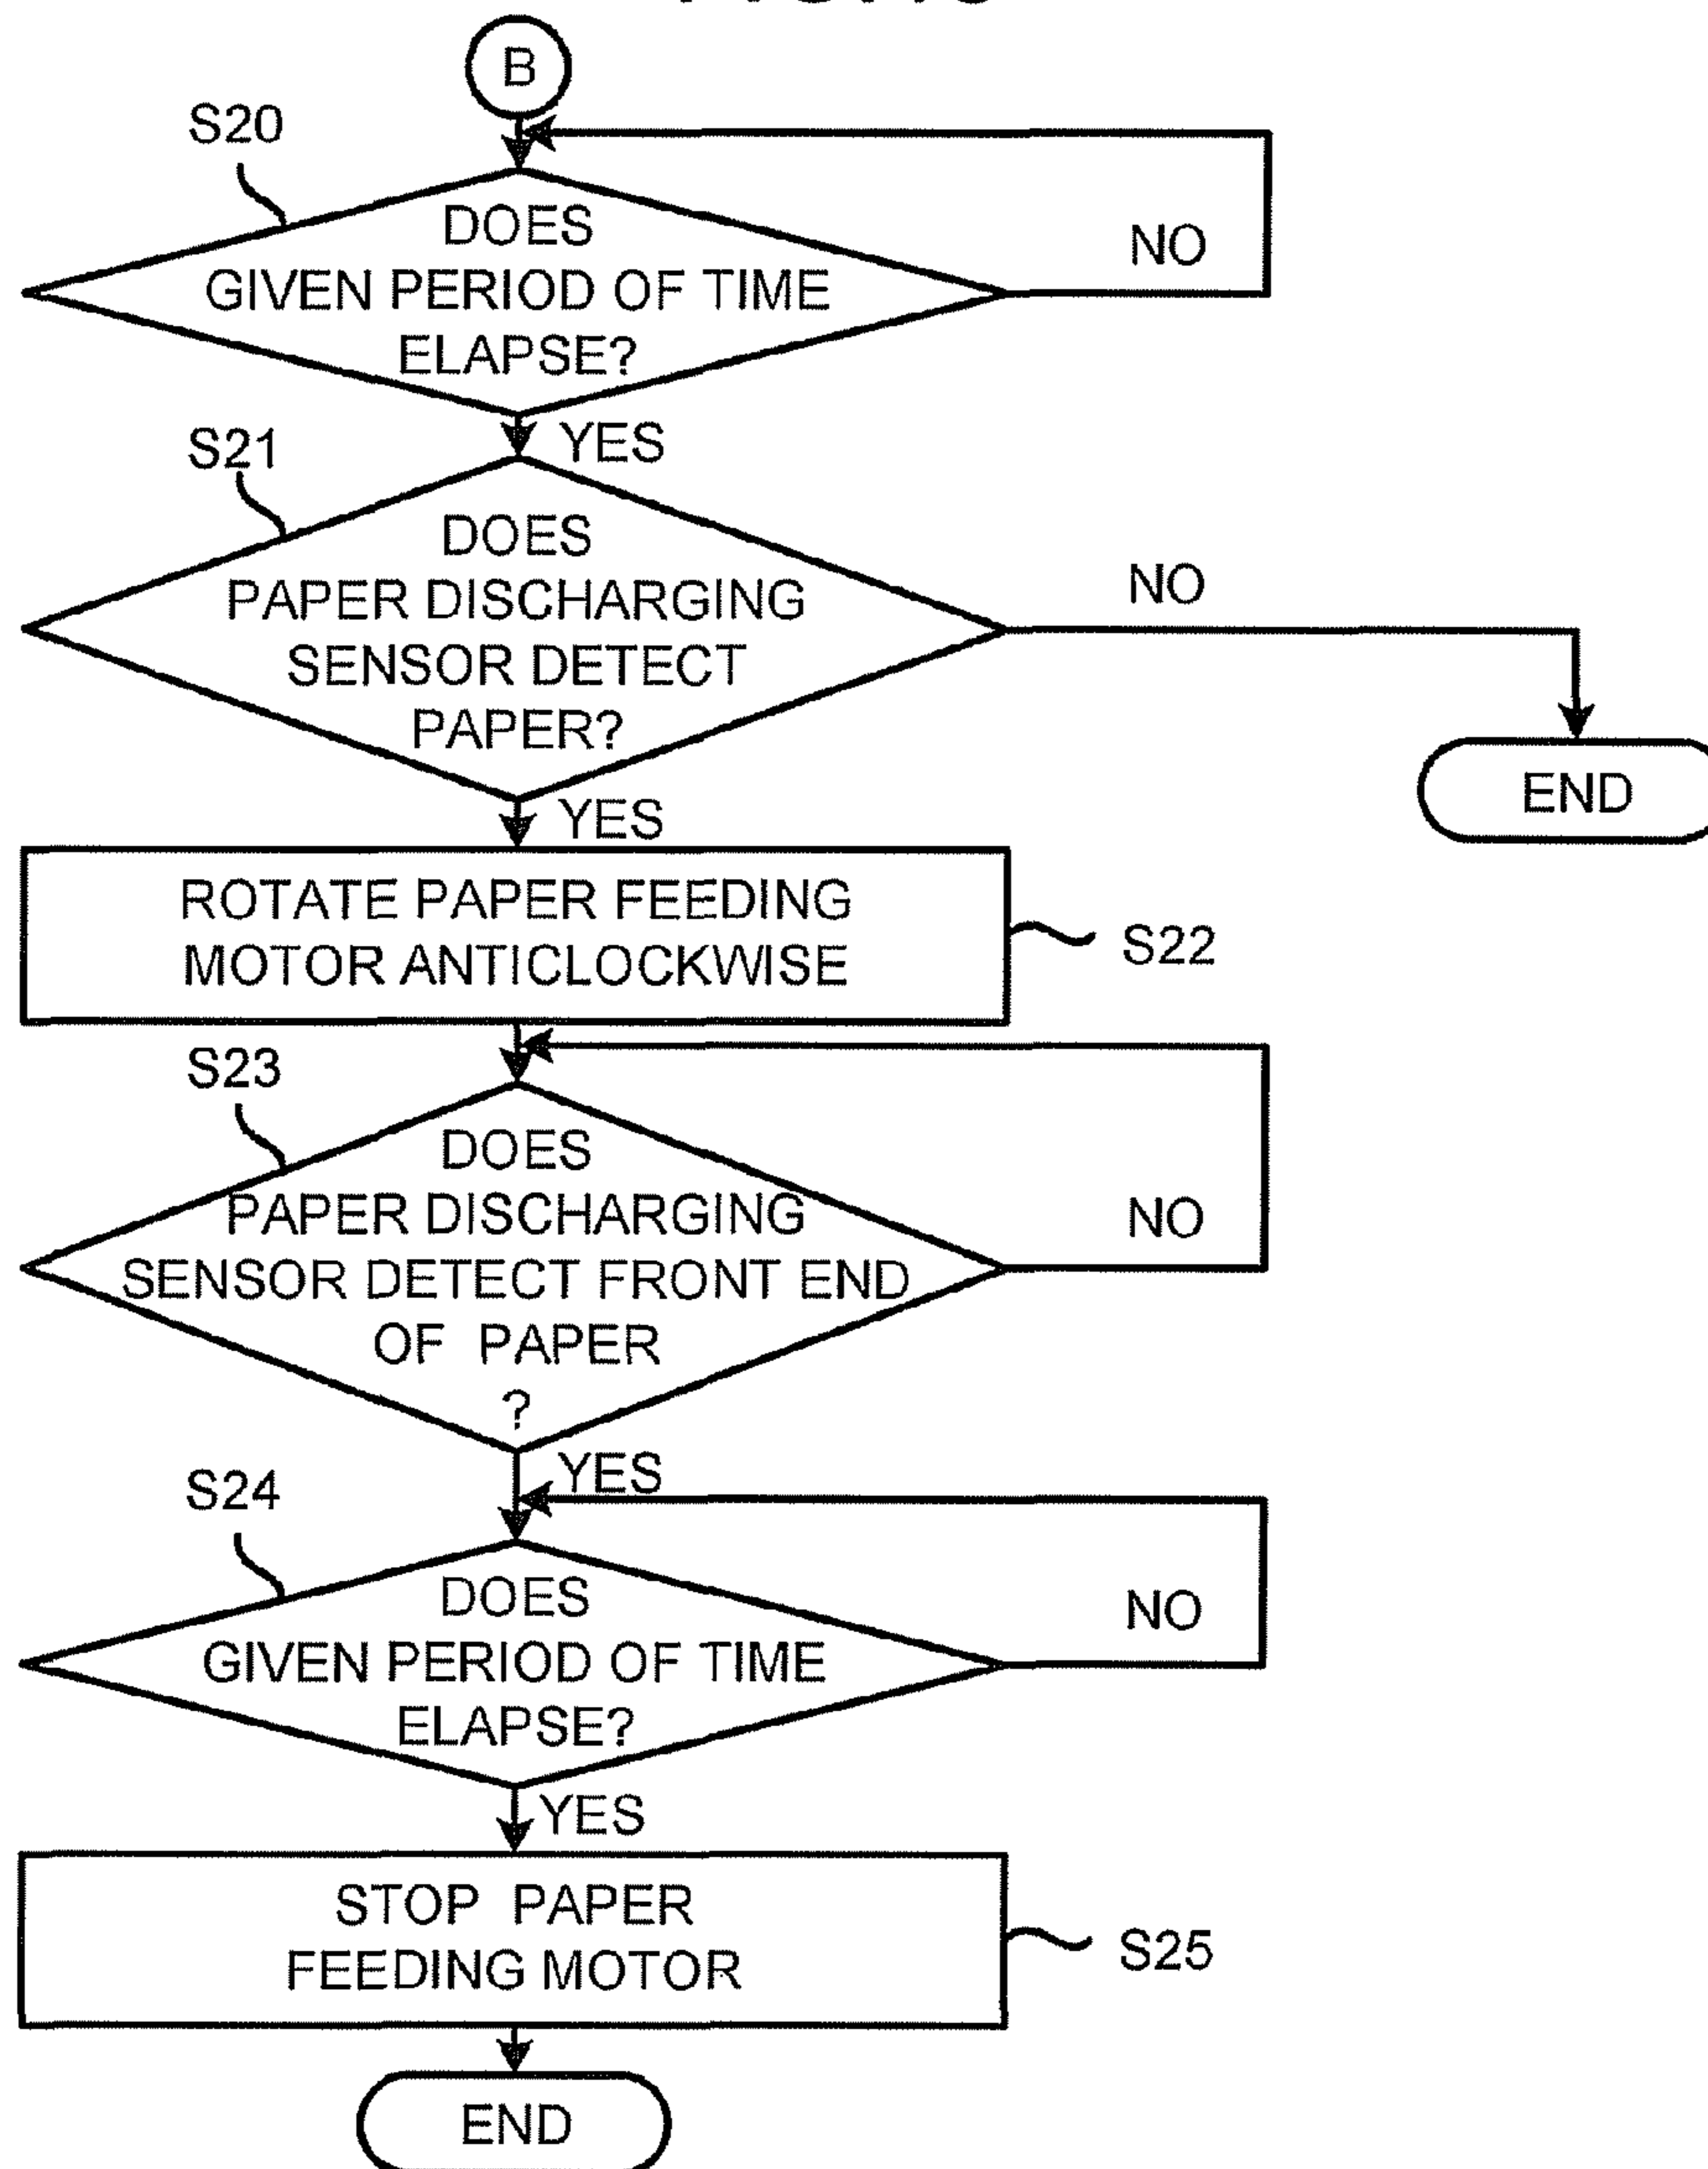 B
S20
DOES
GIVEN PERIOD OF TIME
ELAPSE?
NO
YES
S21
DOES
PAPER DISCHARGING
SENSOR DETECT
PAPER?
NO
END
YES
ROTATE PAPER FEEDING
MOTOR ANTICLOCKWISE
S22
S23
DOES
PAPER DISCHARGING
SENSOR DETECT FRONT END
OF PAPER
?
NO
YES
S24
DOES
GIVEN PERIOD OF TIME
ELAPSE?
NO
YES
STOP PAPER
FEEDING MOTOR
S25
END